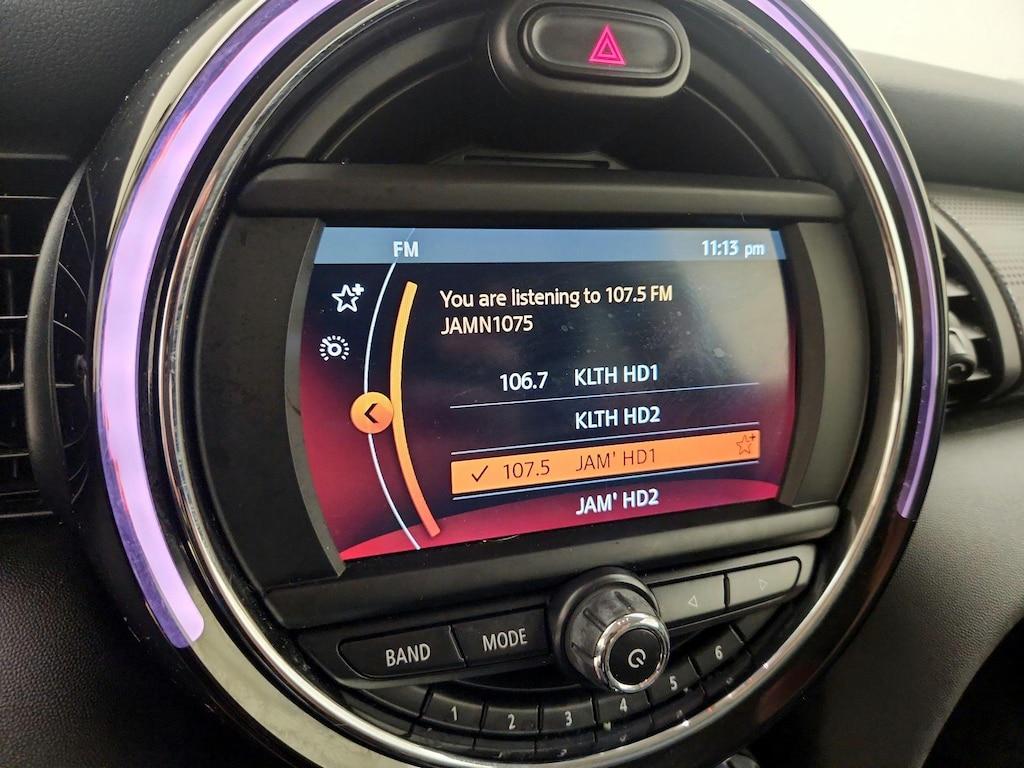 FM 11:13 pm
You are listening to 107.5 FM
JAMN1075
106.7 KLTH HD1
KLTH HD2
107.5 JAM' HD1
JAM' HD2
BAND MODE
1 2 3 4 5 6